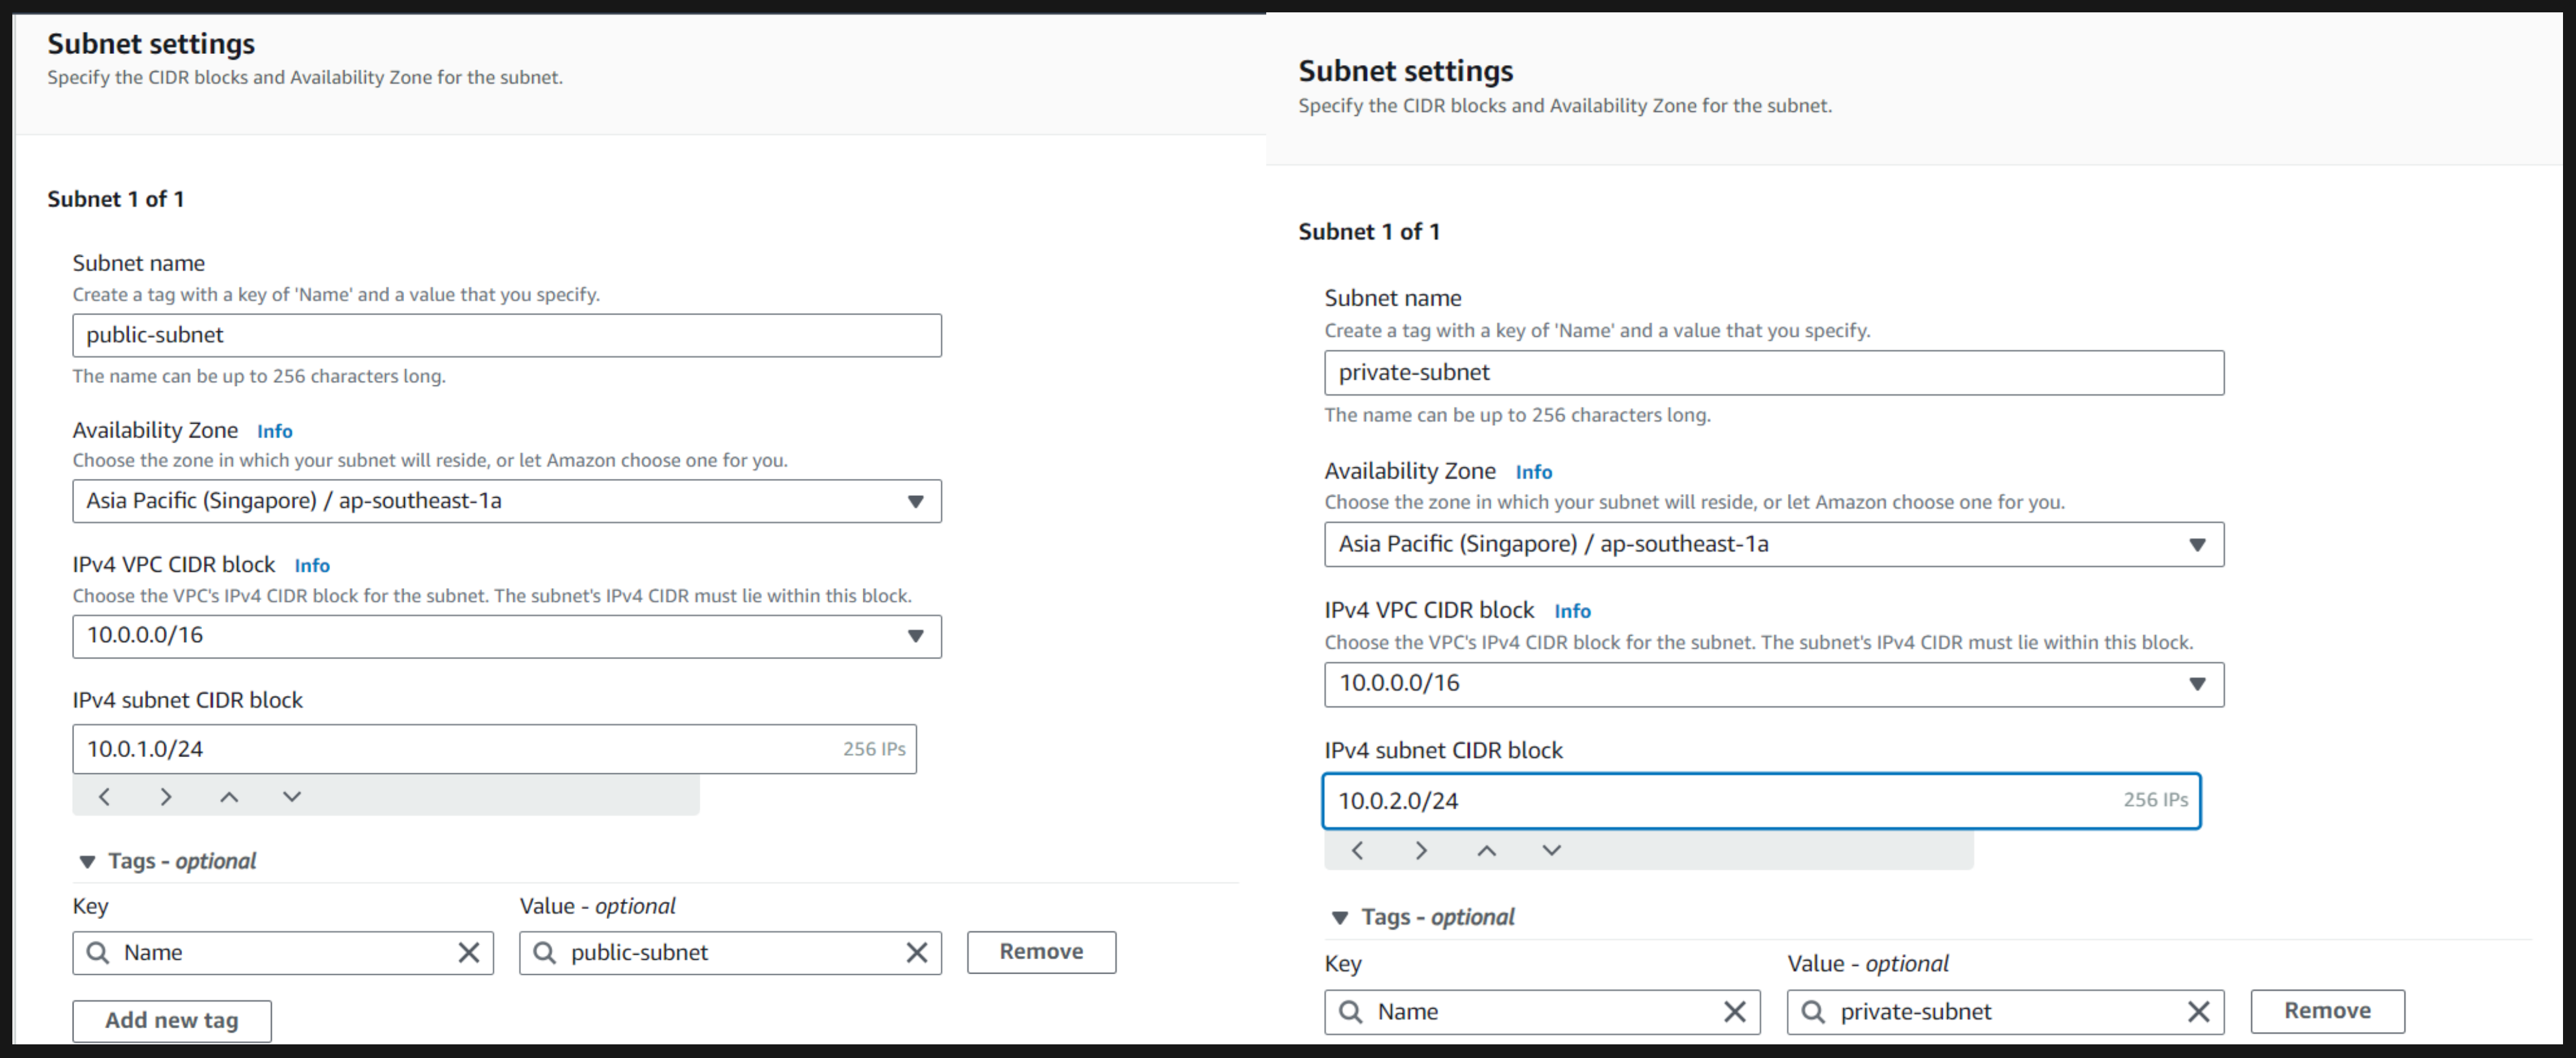 Subnet settings
Specify the CIDR blocks and Availability Zone for the subnet.
Subnet 1 of 1
Subnet name
Create a tag with a key of 'Name' and a value that you specify.
public-subnet
The name can be up to 256 characters long.
Availability Zone Info
Choose the zone in which your subnet will reside, or let Amazon choose one for you.
Asia Pacific (Singapore) / ap-southeast-1a
IPv4 VPC CIDR block Info
Choose the VPC's IPv4 CIDR block for the subnet. The subnet's IPv4 CIDR must lie within this block.
10.0.0.0/16
IPv4 subnet CIDR block
10.0.1.0/24 256 IPs
Tags - optional
Key Value - optional
Name public-subnet Remove
Add new tag
Subnet settings
Specify the CIDR blocks and Availability Zone for the subnet.
Subnet 1 of 1
Subnet name
Create a tag with a key of 'Name' and a value that you specify.
private-subnet
The name can be up to 256 characters long.
Availability Zone Info
Choose the zone in which your subnet will reside, or let Amazon choose one for you.
Asia Pacific (Singapore) / ap-southeast-1a
IPv4 VPC CIDR block Info
Choose the VPC's IPv4 CIDR block for the subnet. The subnet's IPv4 CIDR must lie within this block.
10.0.0.0/16
IPv4 subnet CIDR block
10.0.2.0/24 256 IPs
Tags - optional
Key Value - optional
Name private-subnet Remove